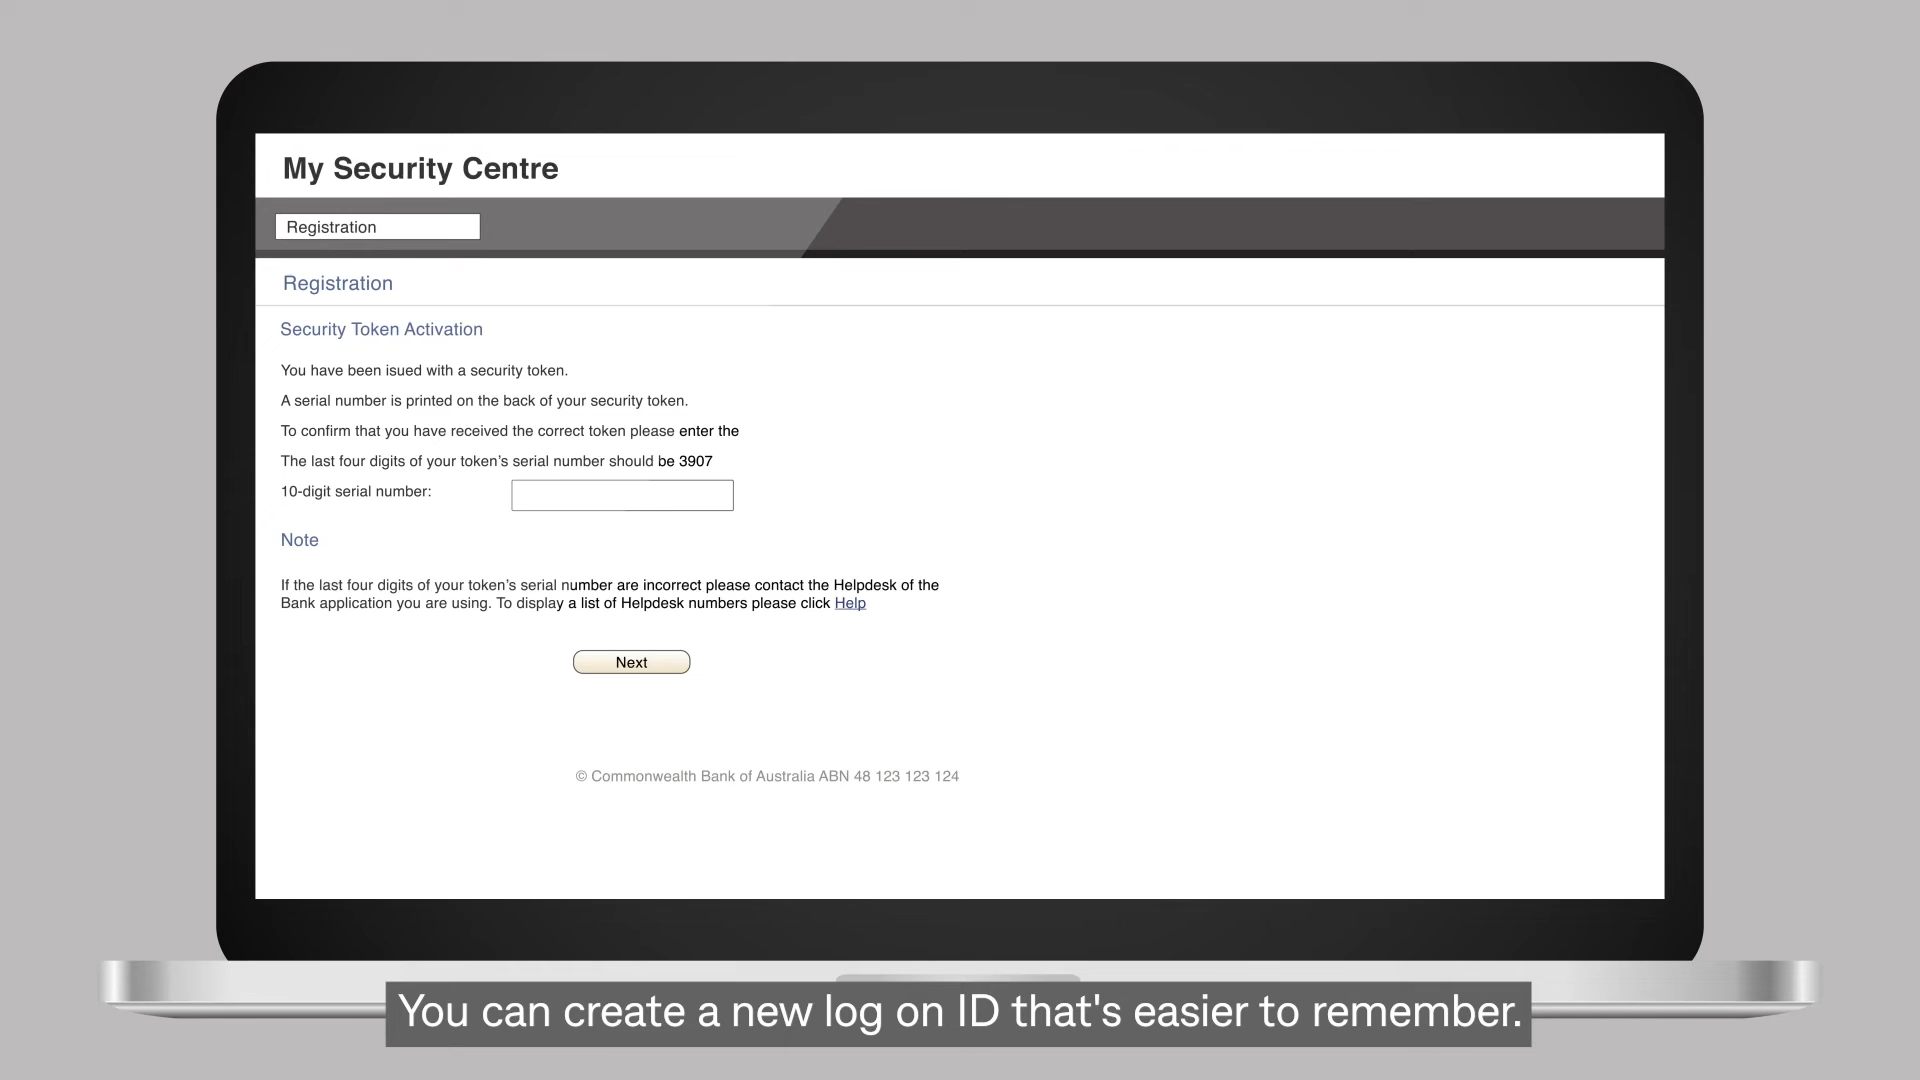 My Security Centre
Registration
Registration
Security Token Activation
You have been isued with a security token.
A serial number is printed on the back of your security token.
To confirm that you have received the correct token please enter the
The last four digits of your token's serial number should be 3907
10-digit serial number:
Note
If the last four digits of your token's serial number are incorrect please contact the Helpdesk of the
Bank application you are using. To display a list of Helpdesk numbers please click Help
Next
© Commonwealth Bank of Australia ABN 48 123 123 124
You can create a new log on ID that's easier to remember.